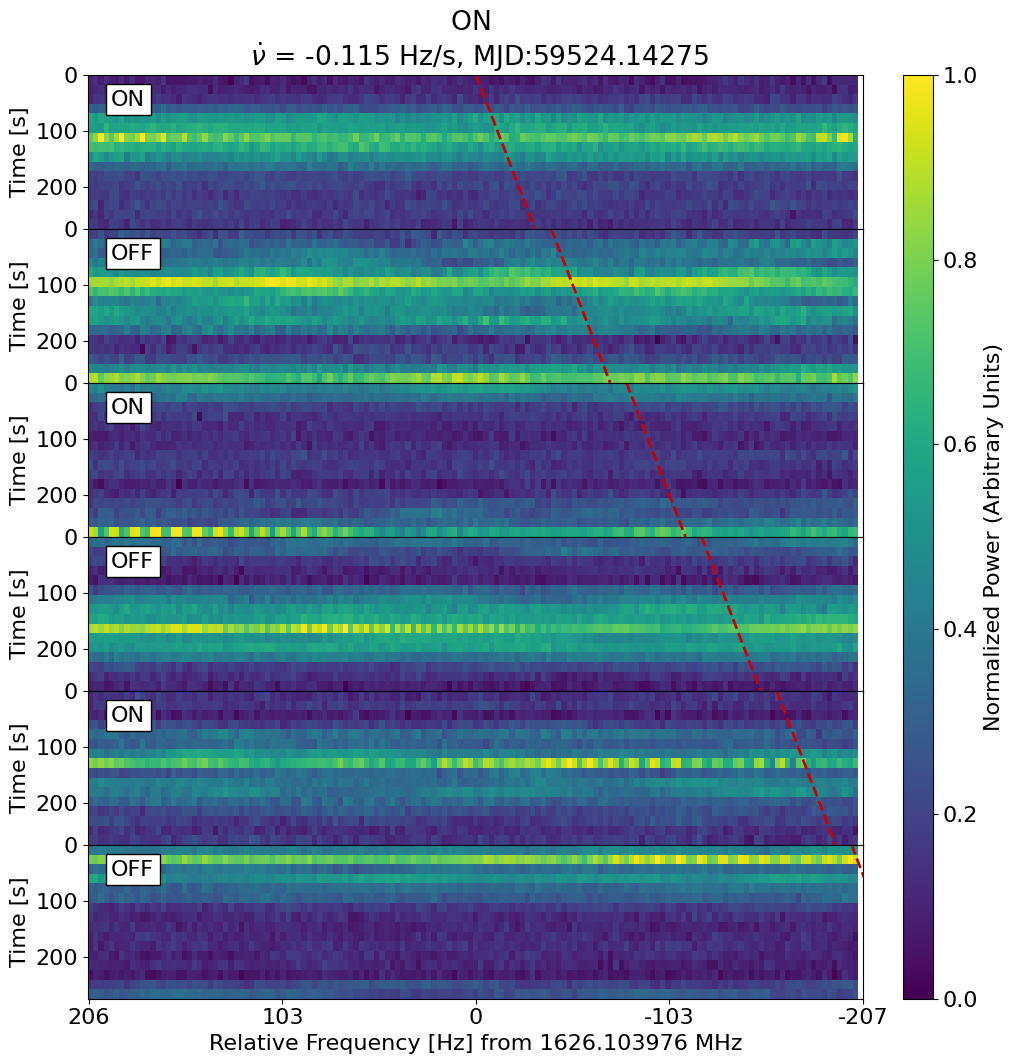 ON
ν̇ = -0.115 Hz/s, MJD:59524.14275
0
100
200
Time [s]
ON
0
100
200
Time [s]
OFF
0
100
200
Time [s]
ON
0
100
200
Time [s]
OFF
0
100
200
Time [s]
ON
0
100
200
Time [s]
OFF
206
103
0
-103
-207
Relative Frequency [Hz] from 1626.103976 MHz
1.0
0.8
0.6
0.4
0.2
0.0
Normalized Power (Arbitrary Units)